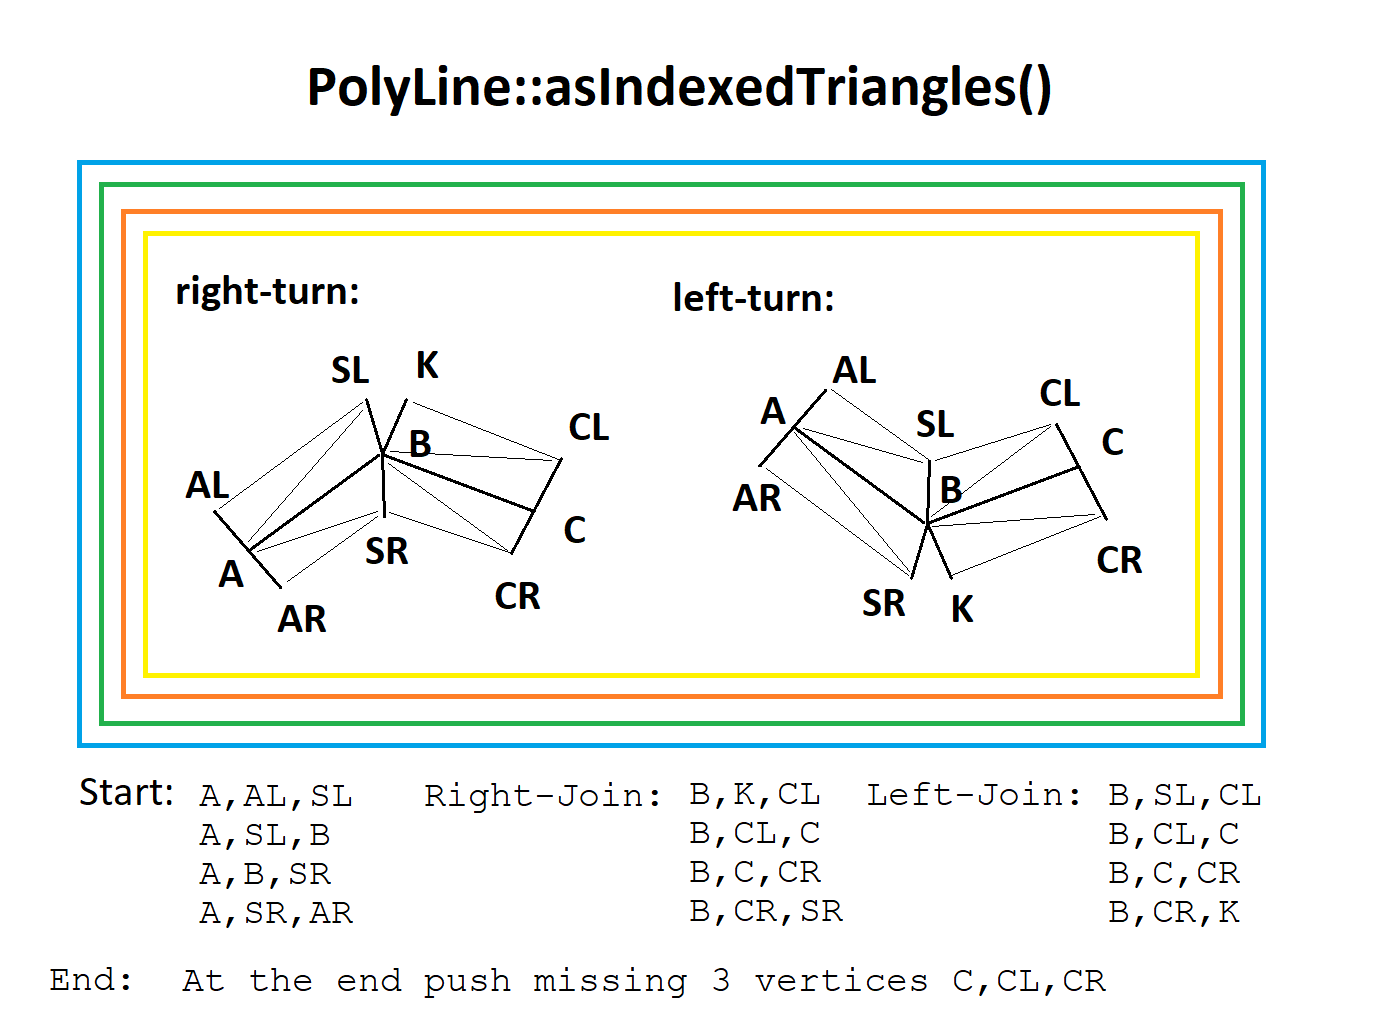 PolyLine::asIndexedTriangles()
right-turn:
left-turn:
SL K
B
CL
AL
A
AR
SR
C
CR
AL
A
SL
CL
C
AR
B
CR
SR K
Start: A,AL,SL
A,SL,B
A,B,SR
A,SR,AR
Right-Join: B,K,CL
B,CL,C
B,C,CR
B,CR,SR
Left-Join: B,SL,CL
B,CL,C
B,C,CR
B,CR,K
End: At the end push missing 3 vertices C,CL,CR